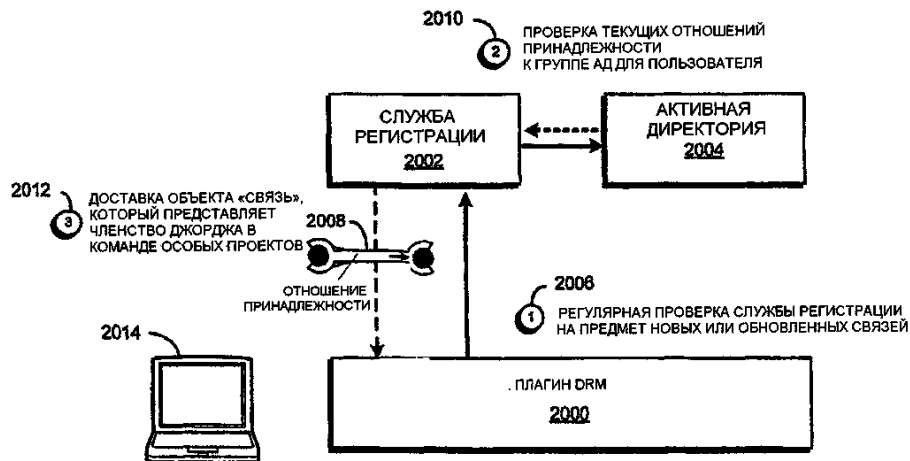 2010
2
ПРОВЕРКА ТЕКУЩИХ ОТНОШЕНИЙ
ПРИНАДЛЕЖНОСТИ
К ГРУППЕ АД ДЛЯ ПОЛЬЗОВАТЕЛЯ
СЛУЖБА
РЕГИСТРАЦИИ
2002
АКТИВНАЯ
ДИРЕКТОРИЯ
2004
2012
3
ДОСТАВКА ОБЪЕКТА «СВЯЗЬ»,
КОТОРЫЙ ПРЕДСТАВЛЯЕТ
ЧЛЕНСТВО ДЖОРДЖА В
КОМАНДЕ ОСОБЫХ ПРОЕКТОВ
2008
ОТНОШЕНИЕ
ПРИНАДЛЕЖНОСТИ
2006
1
РЕГУЛЯРНАЯ ПРОВЕРКА СЛУЖБЫ РЕГИСТРАЦИИ
НА ПРЕДМЕТ НОВЫХ ИЛИ ОБНОВЛЕННЫХ СВЯЗЕЙ
2014
. ПЛАГИН DRM
2000